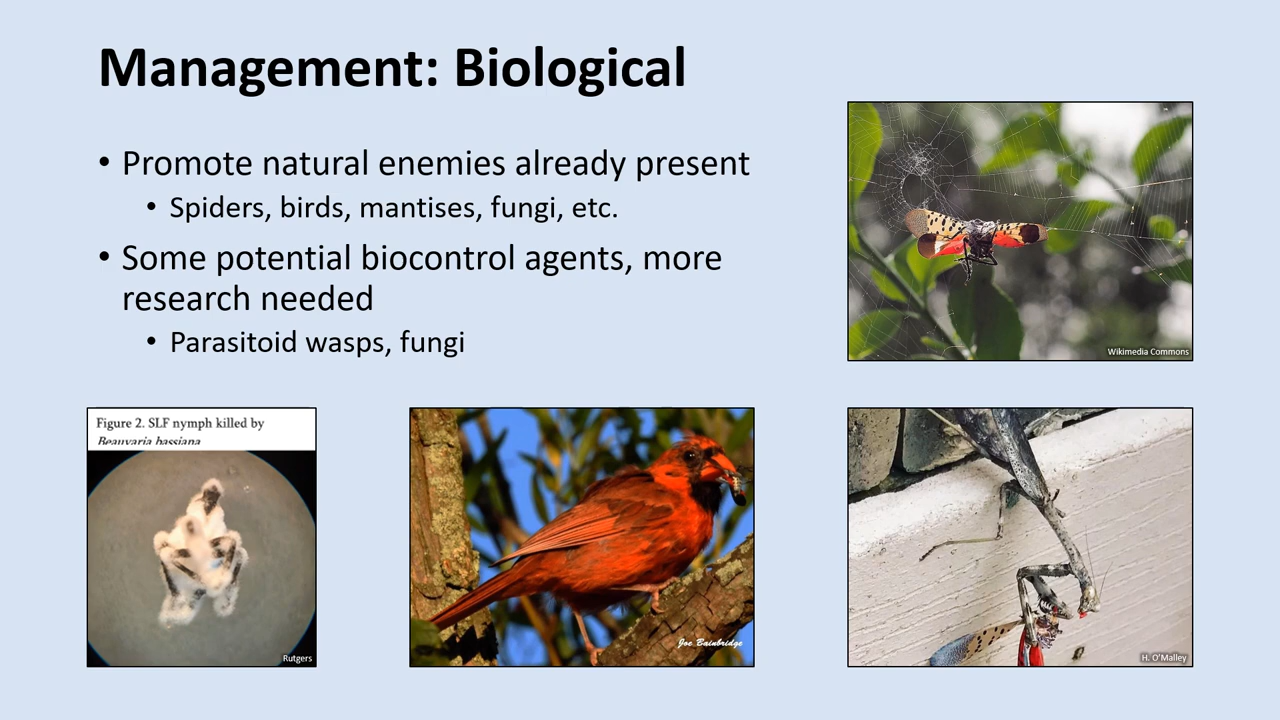 Management: Biological
• Promote natural enemies already present
• Spiders, birds, mantises, fungi, etc.
• Some potential biocontrol agents, more
research needed
• Parasitoid wasps, fungi
Wikimedia Commons
Figure 2. SLF nymph killed by
Beauvaria bassiana
Rutgers
Joe Bainbridge
H. O'Malley